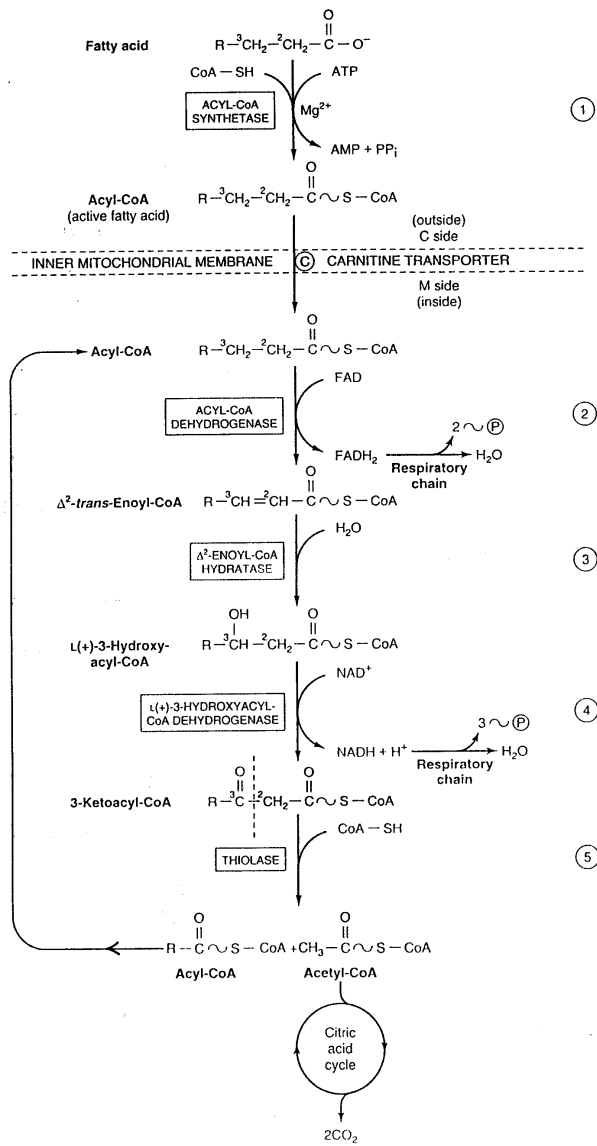 O
||
Fatty acid R–³CH₂–²CH₂–C–O⁻
CoA–SH ATP
ACYL-CoA
SYNTHETASE
Mg²⁺
1
AMP + PPi
O
||
Acyl-CoA R–³CH₂–²CH₂–C~S–CoA
(active fatty acid)
(outside)
C side
INNER MITOCHONDRIAL MEMBRANE C CARNITINE TRANSPORTER
M side
(inside)
O
||
Acyl-CoA R–³CH₂–²CH₂–C~S–CoA
FAD
ACYL-CoA
DEHYDROGENASE
2
2~P
FADH₂ H₂O
Respiratory
chain
O
||
Δ²-trans-Enoyl-CoA R–³CH=²CH–C~S–CoA
H₂O
Δ²-ENOYL-CoA
HYDRATASE
3
OH O
| ||
L(+)-3-Hydroxy-
acyl-CoA
R–³CH–²CH₂–C~S–CoA
NAD⁺
L(+)-3-HYDROXYACYL-
CoA DEHYDROGENASE
4
3~P
NADH + H⁺ H₂O
Respiratory
chain
O O
|| ||
3-Ketoacyl-CoA R–³C–²CH₂–C~S–CoA
CoA–SH
THIOLASE
5
O O
|| ||
R–C~S–CoA + CH₃–C~S–CoA
Acyl-CoA Acetyl-CoA
Citric
acid
cycle
2CO₂